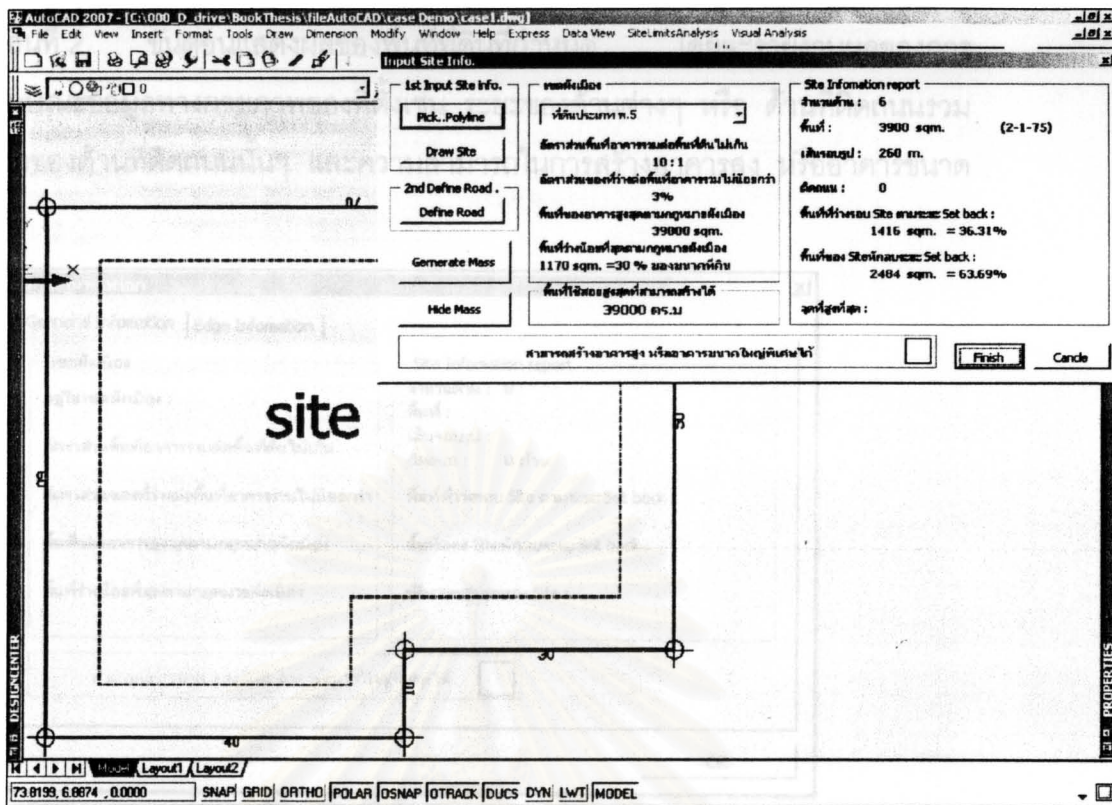 AutoCAD 2007 - [C:\000_D_drive\BookThesis\fileAutoCAD\case Demo\case1.dwg]
File Edit View Insert Format Tools Draw Dimension Modify Window Help Express Data View SiteLimitsAnalysis Visual Analysis
0
Input Site Info.
1st Input Site Info.
Pick..Polyline
Draw Site
2nd Define Road .
Define Road
Gernerate Mass
Hide Mass
เขตผังเมือง
ที่ดินประเภท พ.5
อัตราส่วนพื้นที่อาคารรวมต่อพื้นที่ดินไม่เกิน
10:1
อัตราส่วนของที่ว่างต่อพื้นที่อาคารรวมไม่น้อยกว่า
3%
พื้นที่ของอาคารสูงสุดตามกฎหมายผังเมือง
39000 sqm.
พื้นที่ว่างน้อยที่สุดตามกฎหมายผังเมือง
1170 sqm. =30 % ของขนาดที่ดิน
พื้นที่ใช้สอยสูงสุดที่สามารถสร้างได้
39000 ตร.ม
Site Infomation report
จำนวนด้าน :
พื้นที่ : 3900 sqm. (2-1-75)
เส้นรอบรูป : 260 m.
ติดถนน : 0
พื้นที่ที่ว่างรอบ Site ตามระยะ Set back :
1416 sqm. = 36.31%
พื้นที่ของ Siteหักลบระยะ Set back :
2484 sqm. = 63.69%
จุดที่สูงที่สุด :
สามารถสร้างอาคารสูง หรืออาคารขนาดใหญ่พิเศษได้
Finish Cancle
70
X
site
50
30
10
40
DESIGNCENTER
PROPERTIES
Model Layout1 Layout2
73.8199, 6.8674 , 0.0000 SNAP GRID ORTHO POLAR OSNAP OTRACK DUCS DYN LWT MODEL